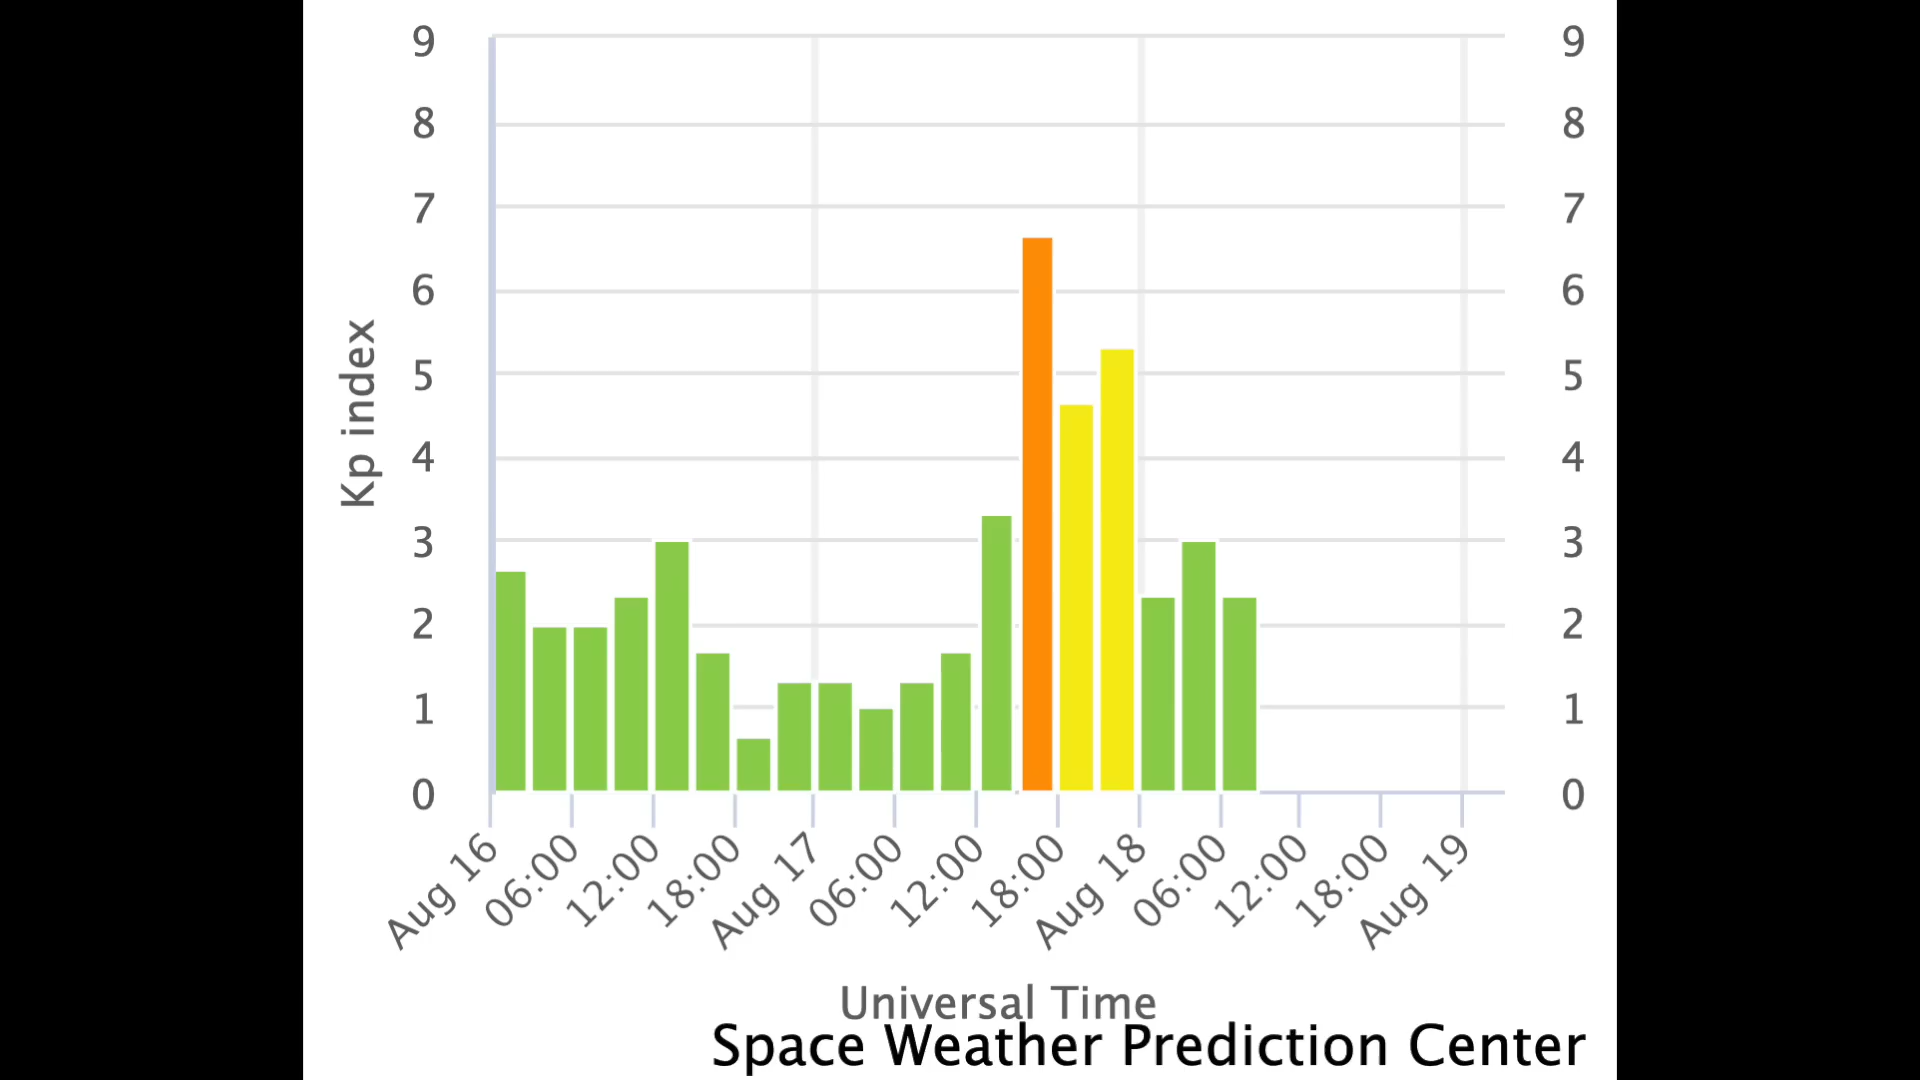 9 9
8 8
7 7
6 6
5 5
4 4
3 3
2 2
1 1
0 0
Kp index
Aug 16 06:00 12:00 18:00 Aug 17 06:00 12:00 18:00 Aug 18 06:00 12:00 18:00 Aug 19
Universal Time
Space Weather Prediction Center